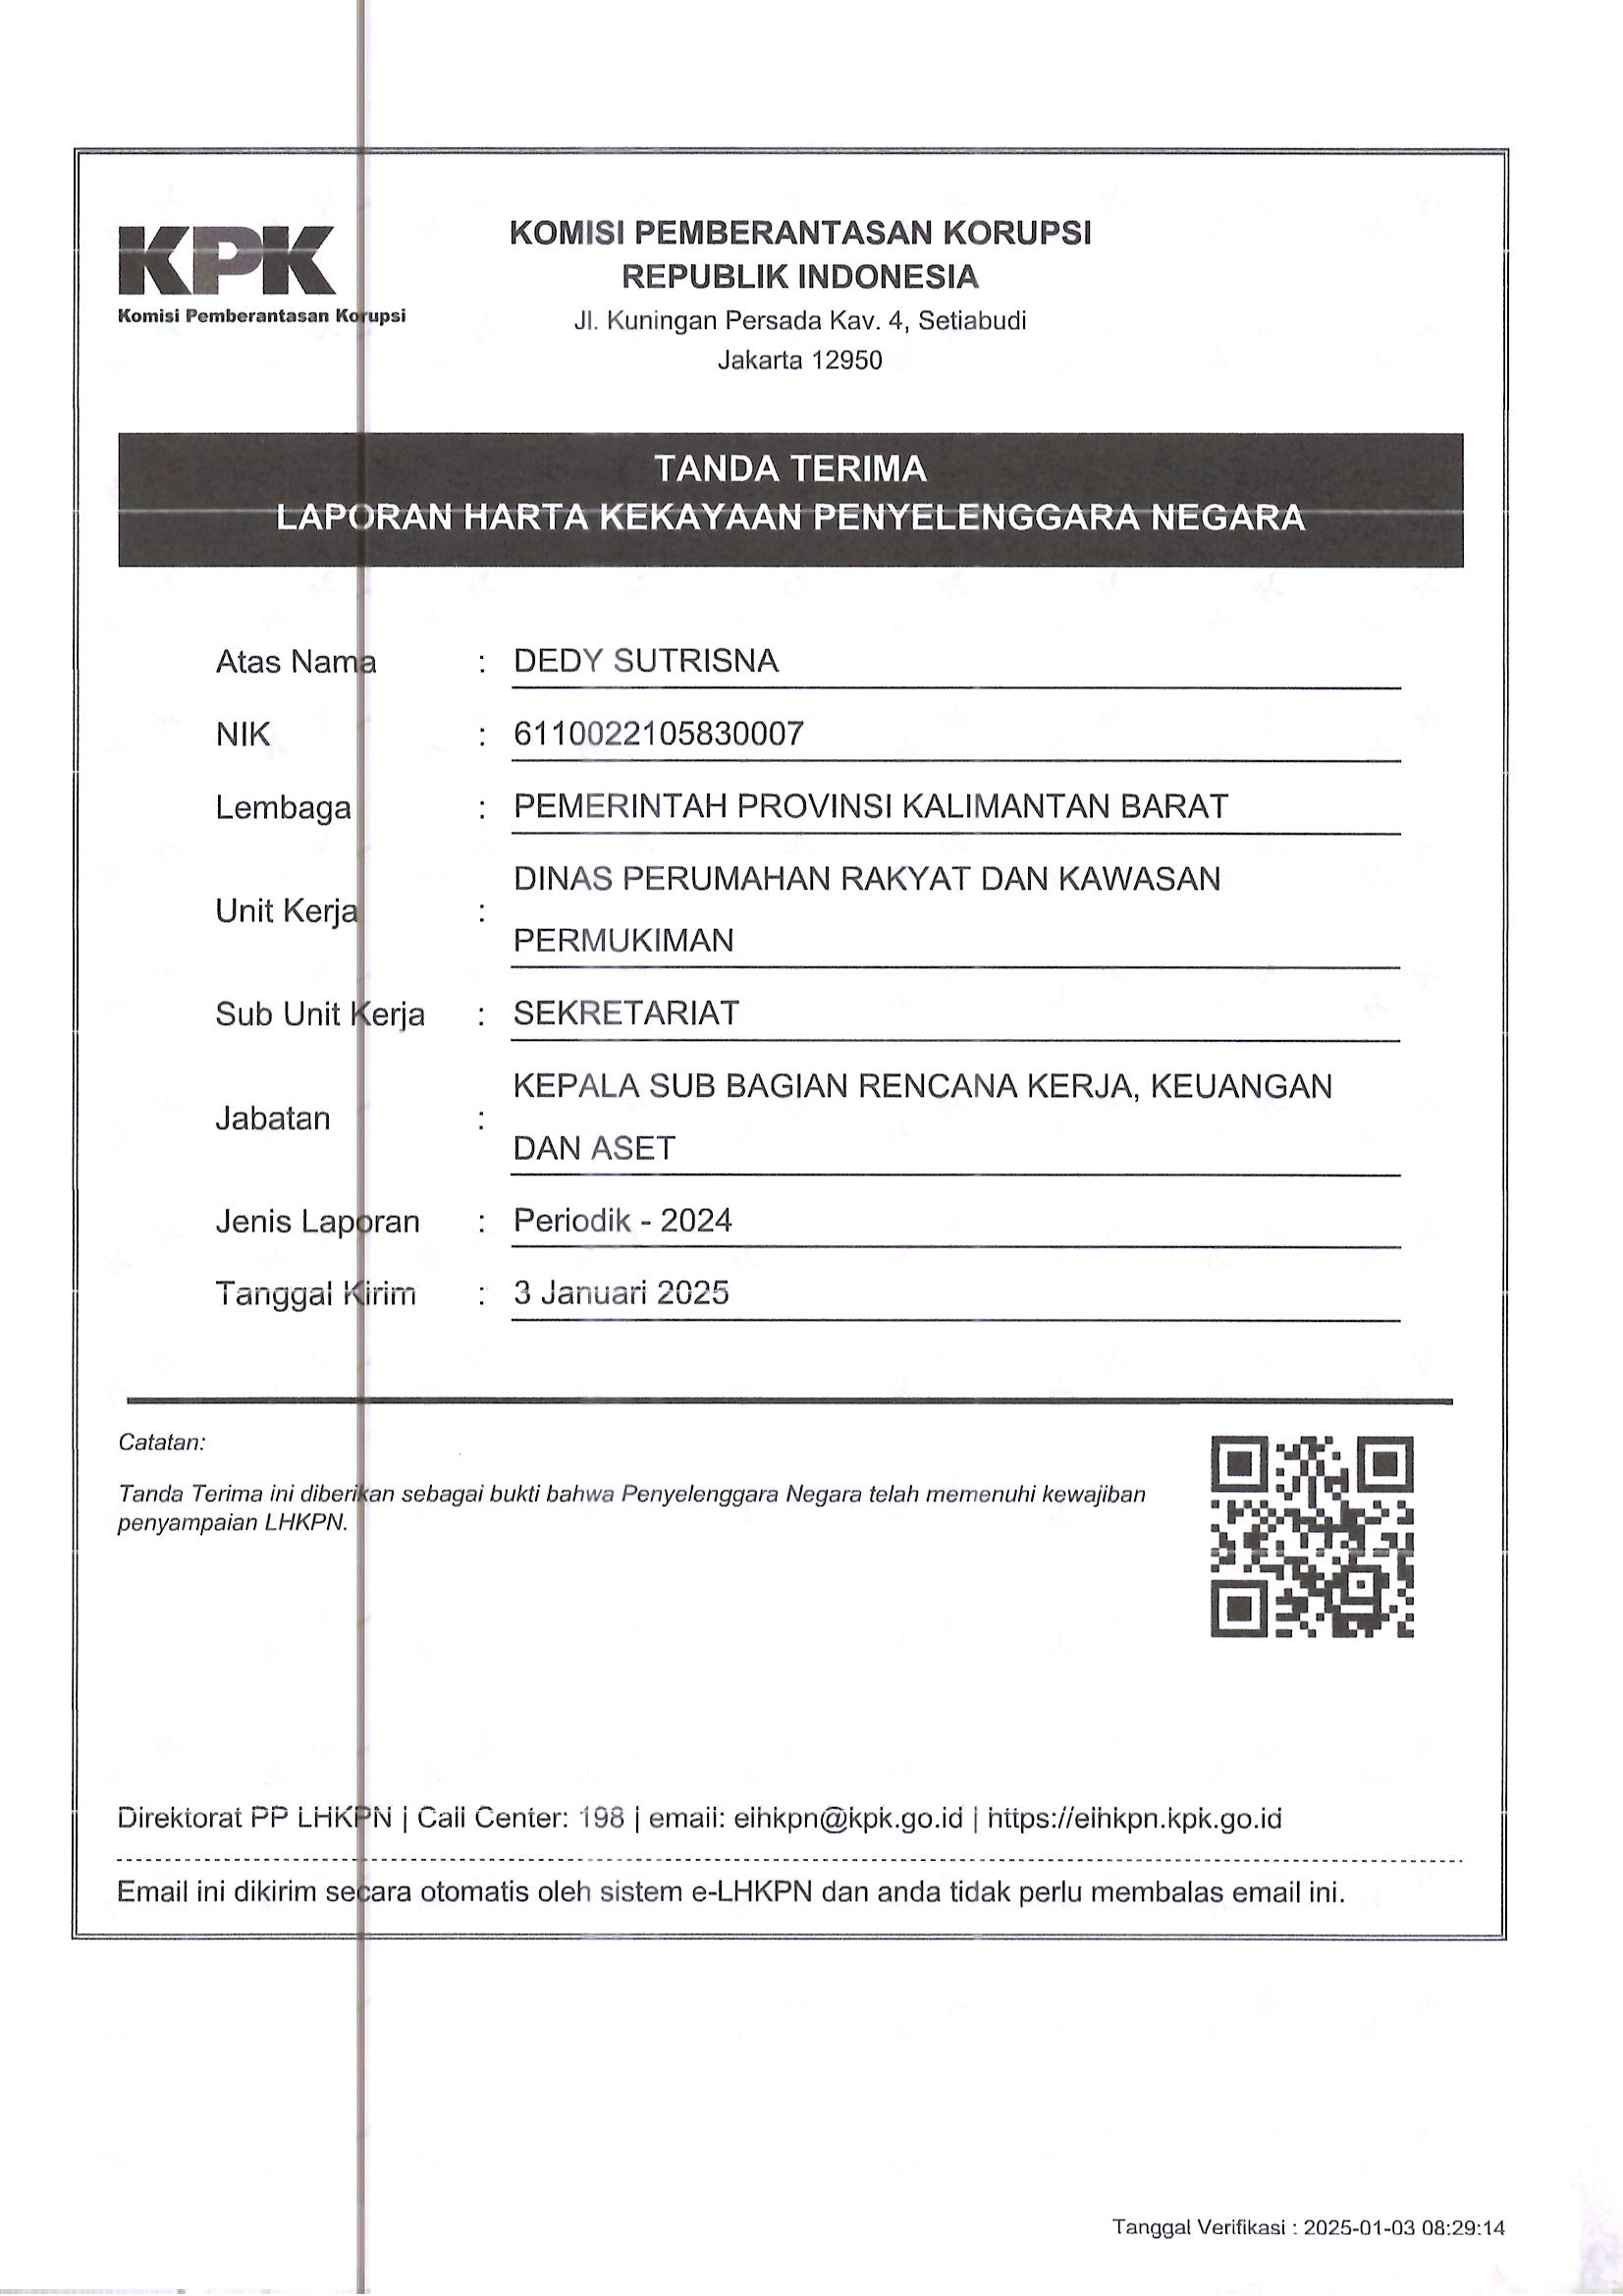 KPK
Komisi Pemberantasan Korupsi
KOMISI PEMBERANTASAN KORUPSI
REPUBLIK INDONESIA
Jl. Kuningan Persada Kav. 4, Setiabudi
Jakarta 12950
TANDA TERIMA
LAPORAN HARTA KEKAYAAN PENYELENGGARA NEGARA
Atas Nama : DEDY SUTRISNA
NIK : 6110022105830007
Lembaga : PEMERINTAH PROVINSI KALIMANTAN BARAT
Unit Kerja : DINAS PERUMAHAN RAKYAT DAN KAWASAN
PERMUKIMAN
Sub Unit Kerja : SEKRETARIAT
Jabatan : KEPALA SUB BAGIAN RENCANA KERJA, KEUANGAN
DAN ASET
Jenis Laporan : Periodik - 2024
Tanggal Kirim : 3 Januari 2025
Catatan:
Tanda Terima ini diberikan sebagai bukti bahwa Penyelenggara Negara telah memenuhi kewajiban
penyampaian LHKPN.
Direktorat PP LHKPN | Call Center: 198 | email: elhkpn@kpk.go.id | https://elhkpn.kpk.go.id
Email ini dikirim secara otomatis oleh sistem e-LHKPN dan anda tidak perlu membalas email ini.
Tanggal Verifikasi : 2025-01-03 08:29:14